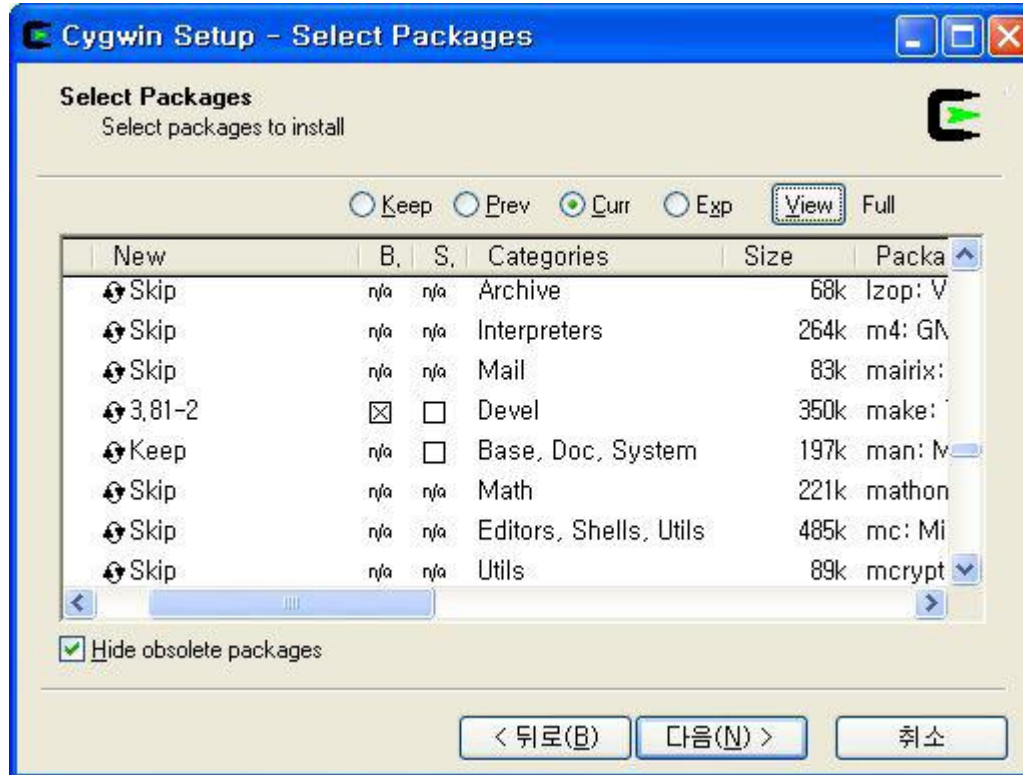 Cygwin Setup - Select Packages
Select Packages
Select packages to install
Keep Prev Curr Exp View Full
New B, S, Categories Size Packa
Skip n/a n/a Archive 68k lzop: V
Skip n/a n/a Interpreters 264k m4: GN
Skip n/a n/a Mail 83k mairix:
3,81-2 Devel 350k make:
Keep n/a Base, Doc, System 197k man: M
Skip n/a n/a Math 221k mathon
Skip n/a n/a Editors, Shells, Utils 485k mc: Mi
Skip n/a n/a Utils 89k mcrypt
Hide obsolete packages
< 뒤로(B) 다음(N) > 취소